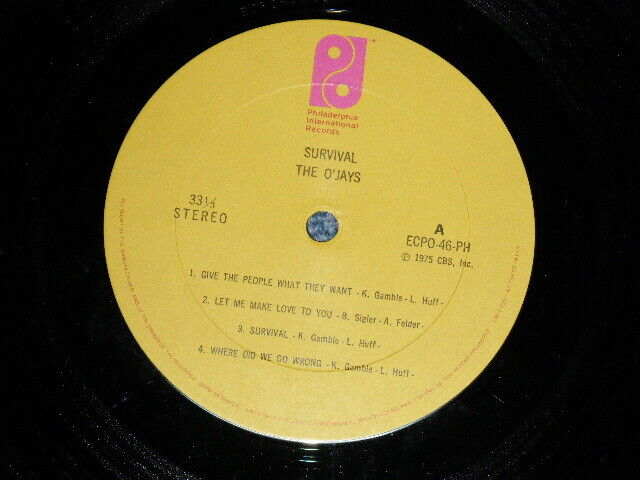 Philadelphia
International
Records
SURVIVAL
THE O'JAYS
33⅓
STEREO
A
ECPO-46-PH
Ⓟ 1975 CBS, Inc.
1. GIVE THE PEOPLE WHAT THEY WANT - K. Gamble - L. Huff -
2. LET ME MAKE LOVE TO YOU - B. Sigler - A. Felder -
3. SURVIVAL - K. Gamble - L. Huff -
4. WHERE DID WE GO WRONG - K. Gamble - L. Huff -